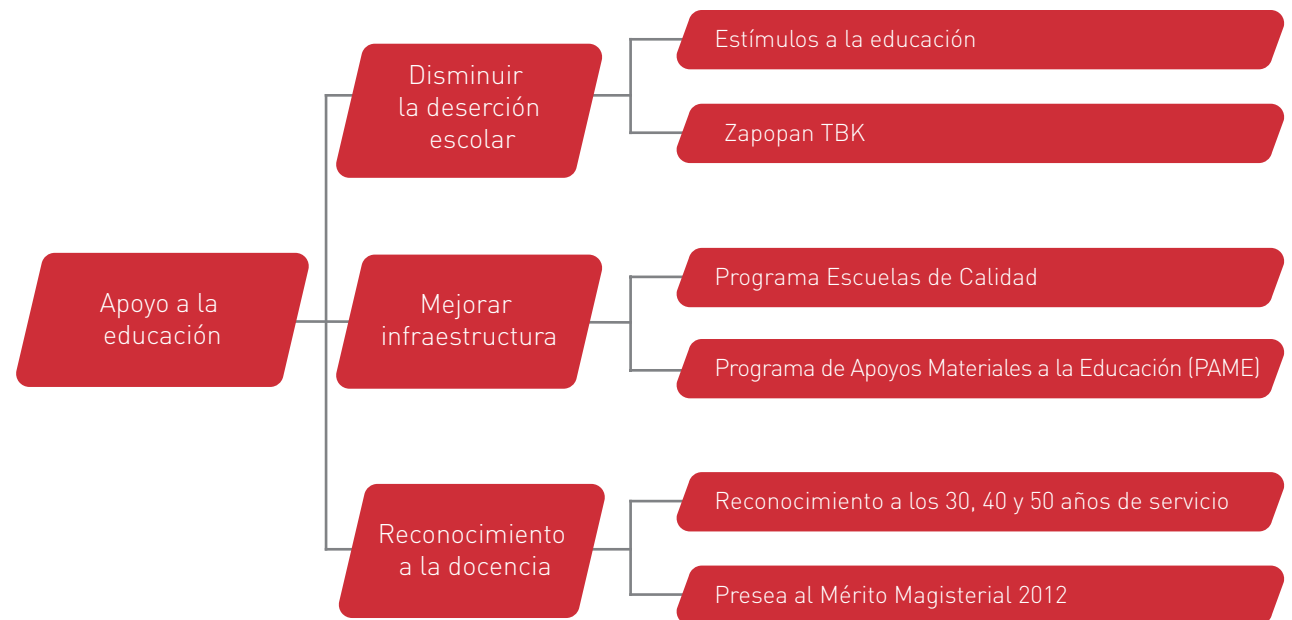 Apoyo a la
educación
Disminuir
la deserción
escolar
Estímulos a la educación
Zapopan TBK
Mejorar
infraestructura
Programa Escuelas de Calidad
Programa de Apoyos Materiales a la Educación (PAME)
Reconocimiento
a la docencia
Reconocimiento a los 30, 40 y 50 años de servicio
Presea al Mérito Magisterial 2012